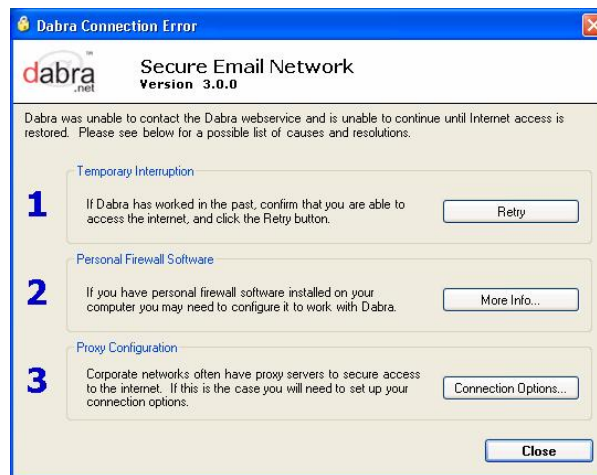 Dabra Connection Error
dabra
.net
™
Secure Email Network
Version 3.0.0
Dabra was unable to contact the Dabra webservice and is unable to continue until Internet access is
restored. Please see below for a possible list of causes and resolutions.
Temporary Interruption
1
If Dabra has worked in the past, confirm that you are able to
access the internet, and click the Retry button.
Retry
Personal Firewall Software
2
If you have personal firewall software installed on your
computer you may need to configure it to work with Dabra.
More Info...
Proxy Configuration
3
Corporate networks often have proxy servers to secure access
to the internet. If this is the case you will need to set up your
connection options.
Connection Options...
Close